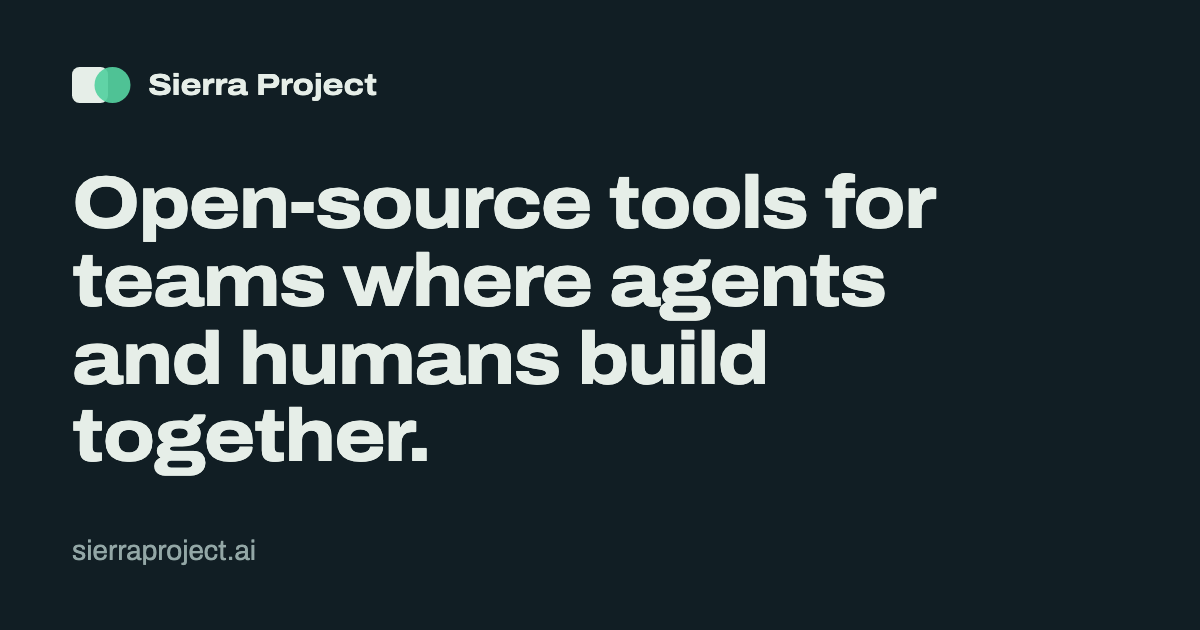 Sierra Project
Open-source tools for
teams where agents
and humans build
together.
sierraproject.ai